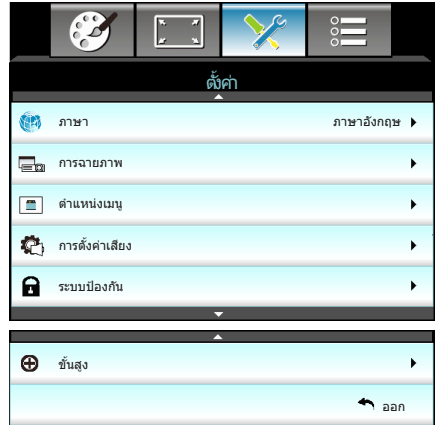 ตั้งค่า
ภาษา ภาษาอังกฤษ
การฉายภาพ
ตำแหน่งเมนู
การตั้งค่าเสียง
ระบบป้องกัน
ขั้นสูง
ออก